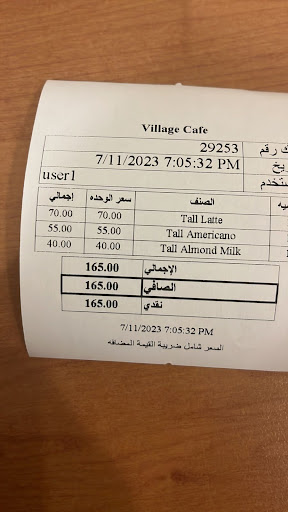 Village Cafe
رقم 29253
7/11/2023 7:05:32 PM
user1
الصنف سعر الوحده إجمالي
Tall Latte 70.00 70.00
Tall Americano 55.00 55.00
Tall Almond Milk 40.00 40.00
الإجمالي 165.00
الصافي 165.00
نقدي 165.00
7/11/2023 7:05:32 PM
السعر شامل ضريبة القيمة المضافه